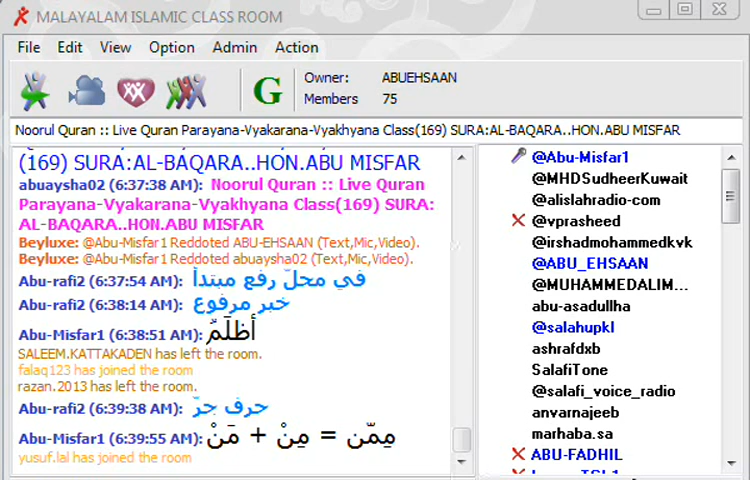 MALAYALAM ISLAMIC CLASS ROOM
File Edit View Option Admin Action
G
Owner: ABUEHSAAN
Members 75
Noorul Quran :: Live Quran Parayana-Vyakarana-Vyakhyana Class(169) SURA:AL-BAQARA..HON.ABU MISFAR
(169) SURA:AL-BAQARA..HON.ABU MISFAR
abuaysha02 (6:37:38 AM): Noorul Quran :: Live Quran
Parayana-Vyakarana-Vyakhyana Class(169) SURA:
AL-BAQARA..HON.ABU MISFAR
Beyluxe: @Abu-Misfar1 Reddoted ABU-EHSAAN (Text,Mic,Video).
Beyluxe: @Abu-Misfar1 Reddoted abuaysha02 (Text,Mic,Video).
Abu-rafi2 (6:37:54 AM): في محلّ رفع مبتدأ
Abu-rafi2 (6:38:14 AM): خبر مرفوع
Abu-Misfar1 (6:38:51 AM): أَظْلَمُ
SALEEM.KATTAKADEN has left the room.
falaq123 has joined the room
razan.2013 has left the room.
Abu-rafi2 (6:39:38 AM): حرف جرّ
Abu-Misfar1 (6:39:55 AM): مِمّن = مِنْ + مَنْ
yusuf.lal has joined the room
@Abu-Misfar1
@MHDSudheerKuwait
@alislahradio-com
@vprasheed
@irshadmohammedkvk
@ABU_EHSAAN
@MUHAMMEDALIM...
abu-asadullha
@salahupkl
ashrafdxb
SalafiTone
@salafi_voice_radio
anvarnajeeb
marhaba.sa
ABU-FADHIL